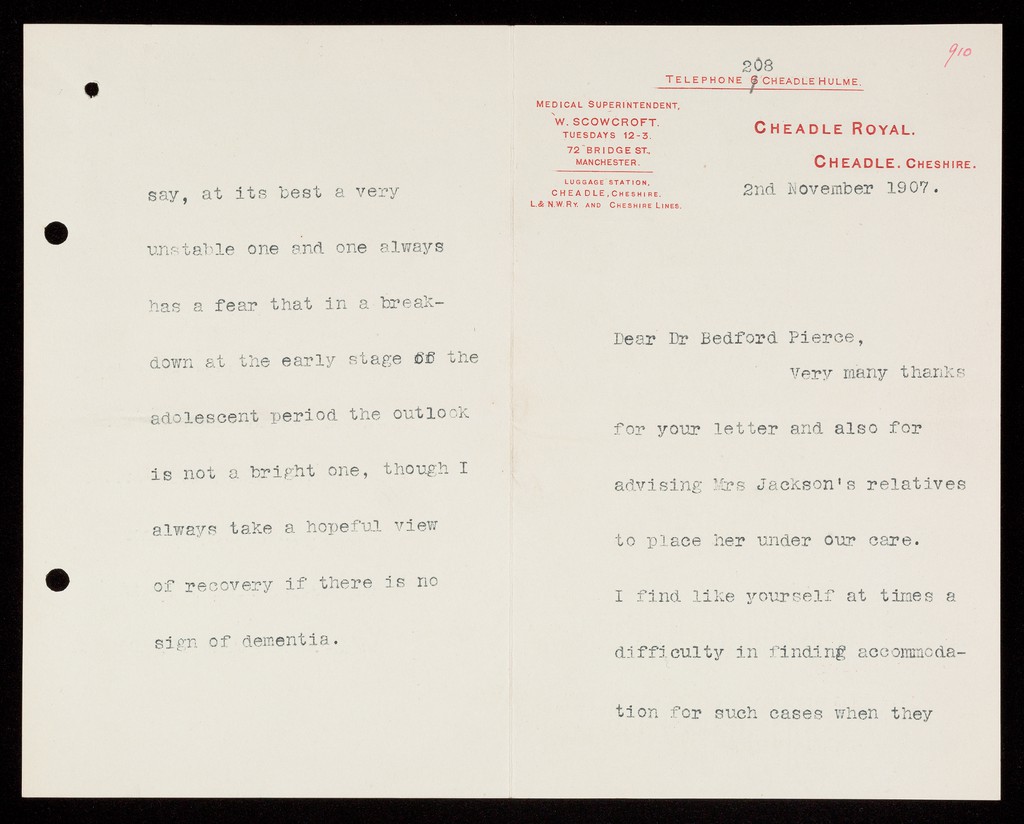 say, at its best a very
unstable one and one always
has a fear that in a break-
down at the early stage of the
adolescent period the outlook
is not a bright one, though I
always take a hopeful view
of recovery if there is no
sign of dementia.
910
208
TELEPHONE 6 CHEADLE HULME.
MEDICAL SUPERINTENDENT,
W. SCOWCROFT.
TUESDAYS 12-3.
72 BRIDGE ST.,
MANCHESTER.
LUGGAGE STATION,
CHEADLE, CHESHIRE.
L. & N.W. RY. AND CHESHIRE LINES.
CHEADLE ROYAL.
CHEADLE. CHESHIRE.
2nd November 1907.
Dear Dr Bedford Pierce,
Very many thanks
for your letter and also for
advising Mrs Jackson's relatives
to place her under our care.
I find like yourself at times a
difficulty in finding accommoda-
tion for such cases when they